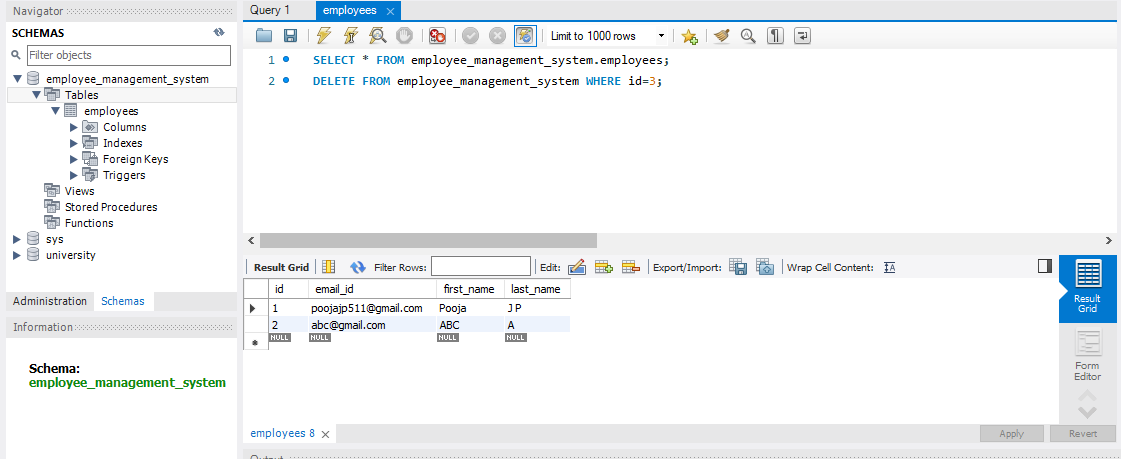 Navigator
SCHEMAS
Filter objects
employee_management_system
Tables
employees
Columns
Indexes
Foreign Keys
Triggers
Views
Stored Procedures
Functions
sys
university
Administration Schemas
Information
Schema:
employee_management_system
Query 1 employees
Limit to 1000 rows
1 SELECT * FROM employee_management_system.employees;
2 DELETE FROM employee_management_system WHERE id=3;
Result Grid Filter Rows: Edit: Export/Import: Wrap Cell Content: IA
id email_id first_name last_name
1 poojajp511@gmail.com Pooja J P
2 abc@gmail.com ABC A
NULL NULL NULL NULL
Result
Grid
Form
Editor
employees 8
Apply Revert
Output